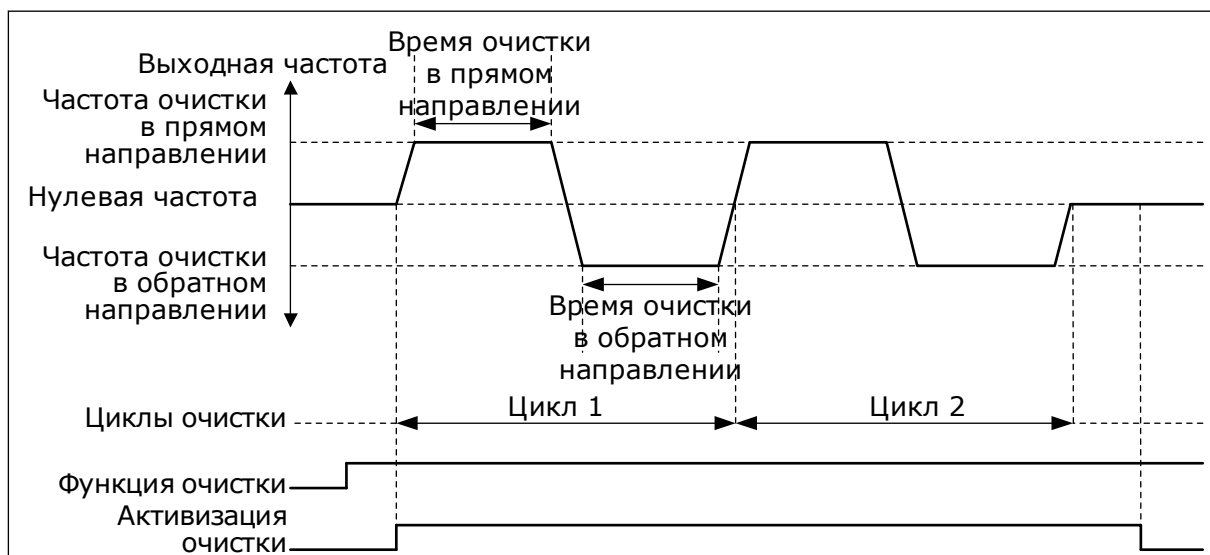 Время очистки
в прямом
направлении
Выходная частота
Частота очистки
в прямом
направлении
Нулевая частота
Частота очистки
в обратном
направлении
Время очистки
в обратном
направлении
Циклы очистки
Цикл 1
Цикл 2
Функция очистки
Активизация
очистки